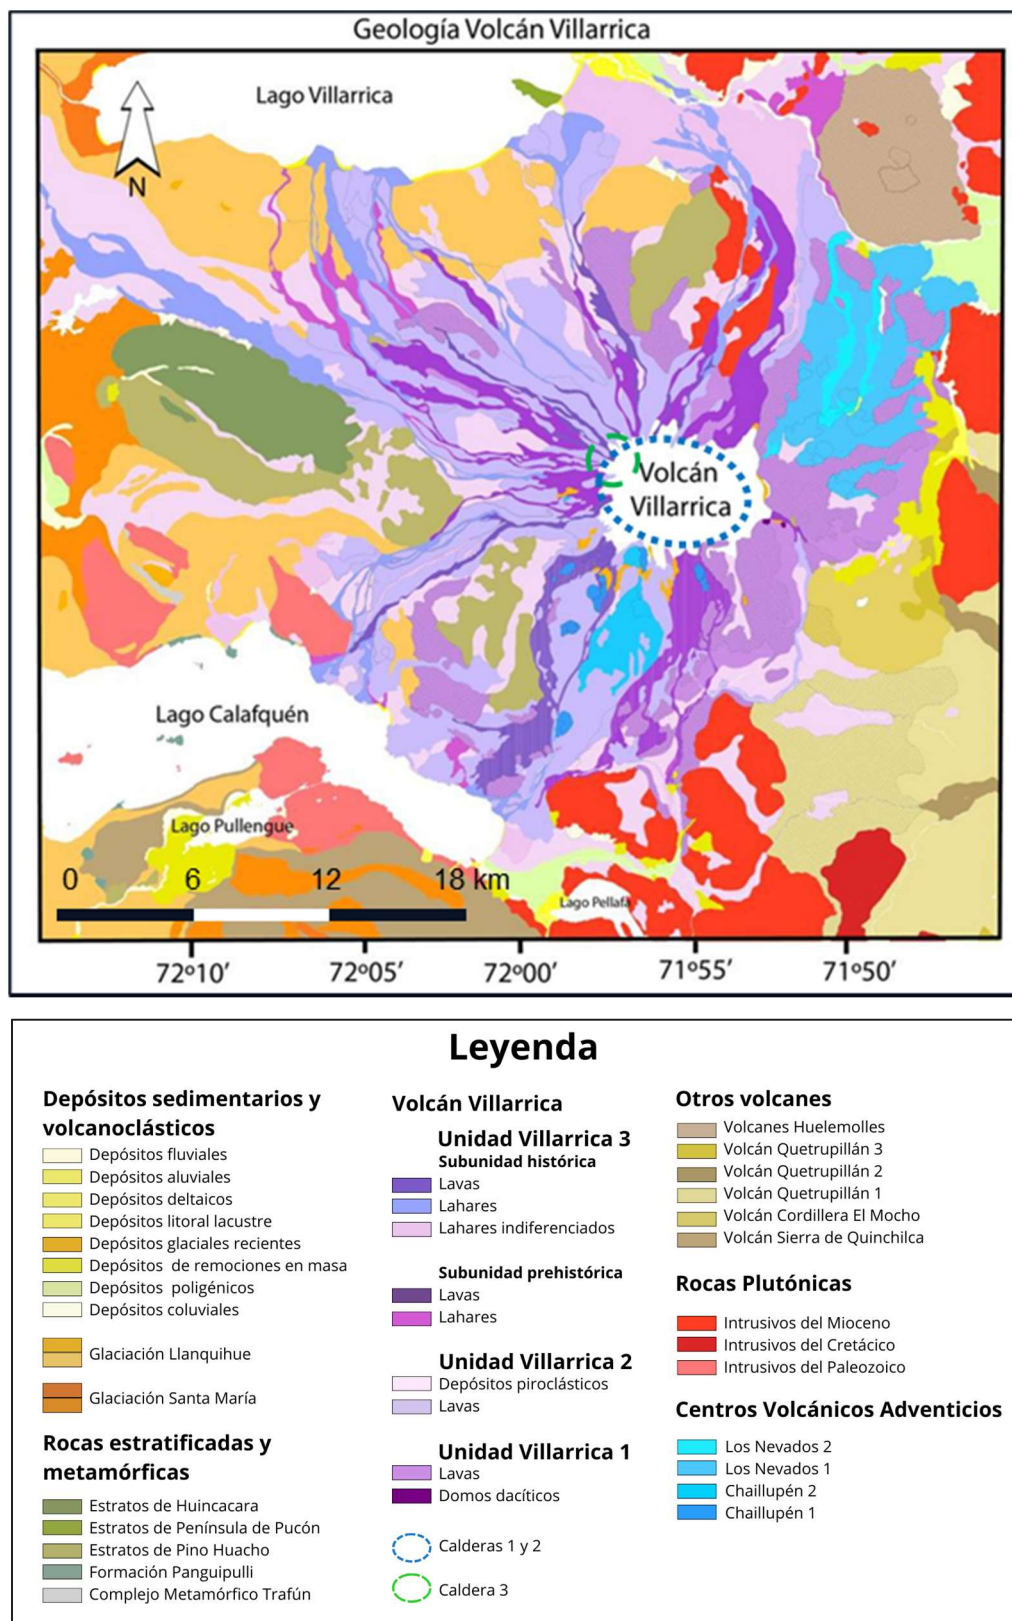 Geología Volcán Villarrica
Lago Villarrica
N
Volcán
Villarrica
Lago Calafquén
Lago Pullengue
0 6 12 18 km
Lago Pellafa
72º10' 72º05' 72º00' 71º55' 71º50'
Leyenda
Depósitos sedimentarios y
volcanoclásticos
Depósitos fluviales
Depósitos aluviales
Depósitos deltaicos
Depósitos litoral lacustre
Depósitos glaciales recientes
Depósitos de remociones en masa
Depósitos poligénicos
Depósitos coluviales
Glaciación Llanquihue
Glaciación Santa María
Rocas estratificadas y
metamórficas
Estratos de Huincacara
Estratos de Península de Pucón
Estratos de Pino Huacho
Formación Panguipulli
Complejo Metamórfico Trafún
Volcán Villarrica
Unidad Villarrica 3
Subunidad histórica
Lavas
Lahares
Lahares indiferenciados
Subunidad prehistórica
Lavas
Lahares
Unidad Villarrica 2
Depósitos piroclásticos
Lavas
Unidad Villarrica 1
Lavas
Domos dacíticos
Calderas 1 y 2
Caldera 3
Otros volcanes
Volcanes Huelemolles
Volcán Quetrupillán 3
Volcán Quetrupillán 2
Volcán Quetrupillán 1
Volcán Cordillera El Mocho
Volcán Sierra de Quinchilca
Rocas Plutónicas
Intrusivos del Mioceno
Intrusivos del Cretácico
Intrusivos del Paleozoico
Centros Volcánicos Adventicios
Los Nevados 2
Los Nevados 1
Chaillupén 2
Chaillupén 1